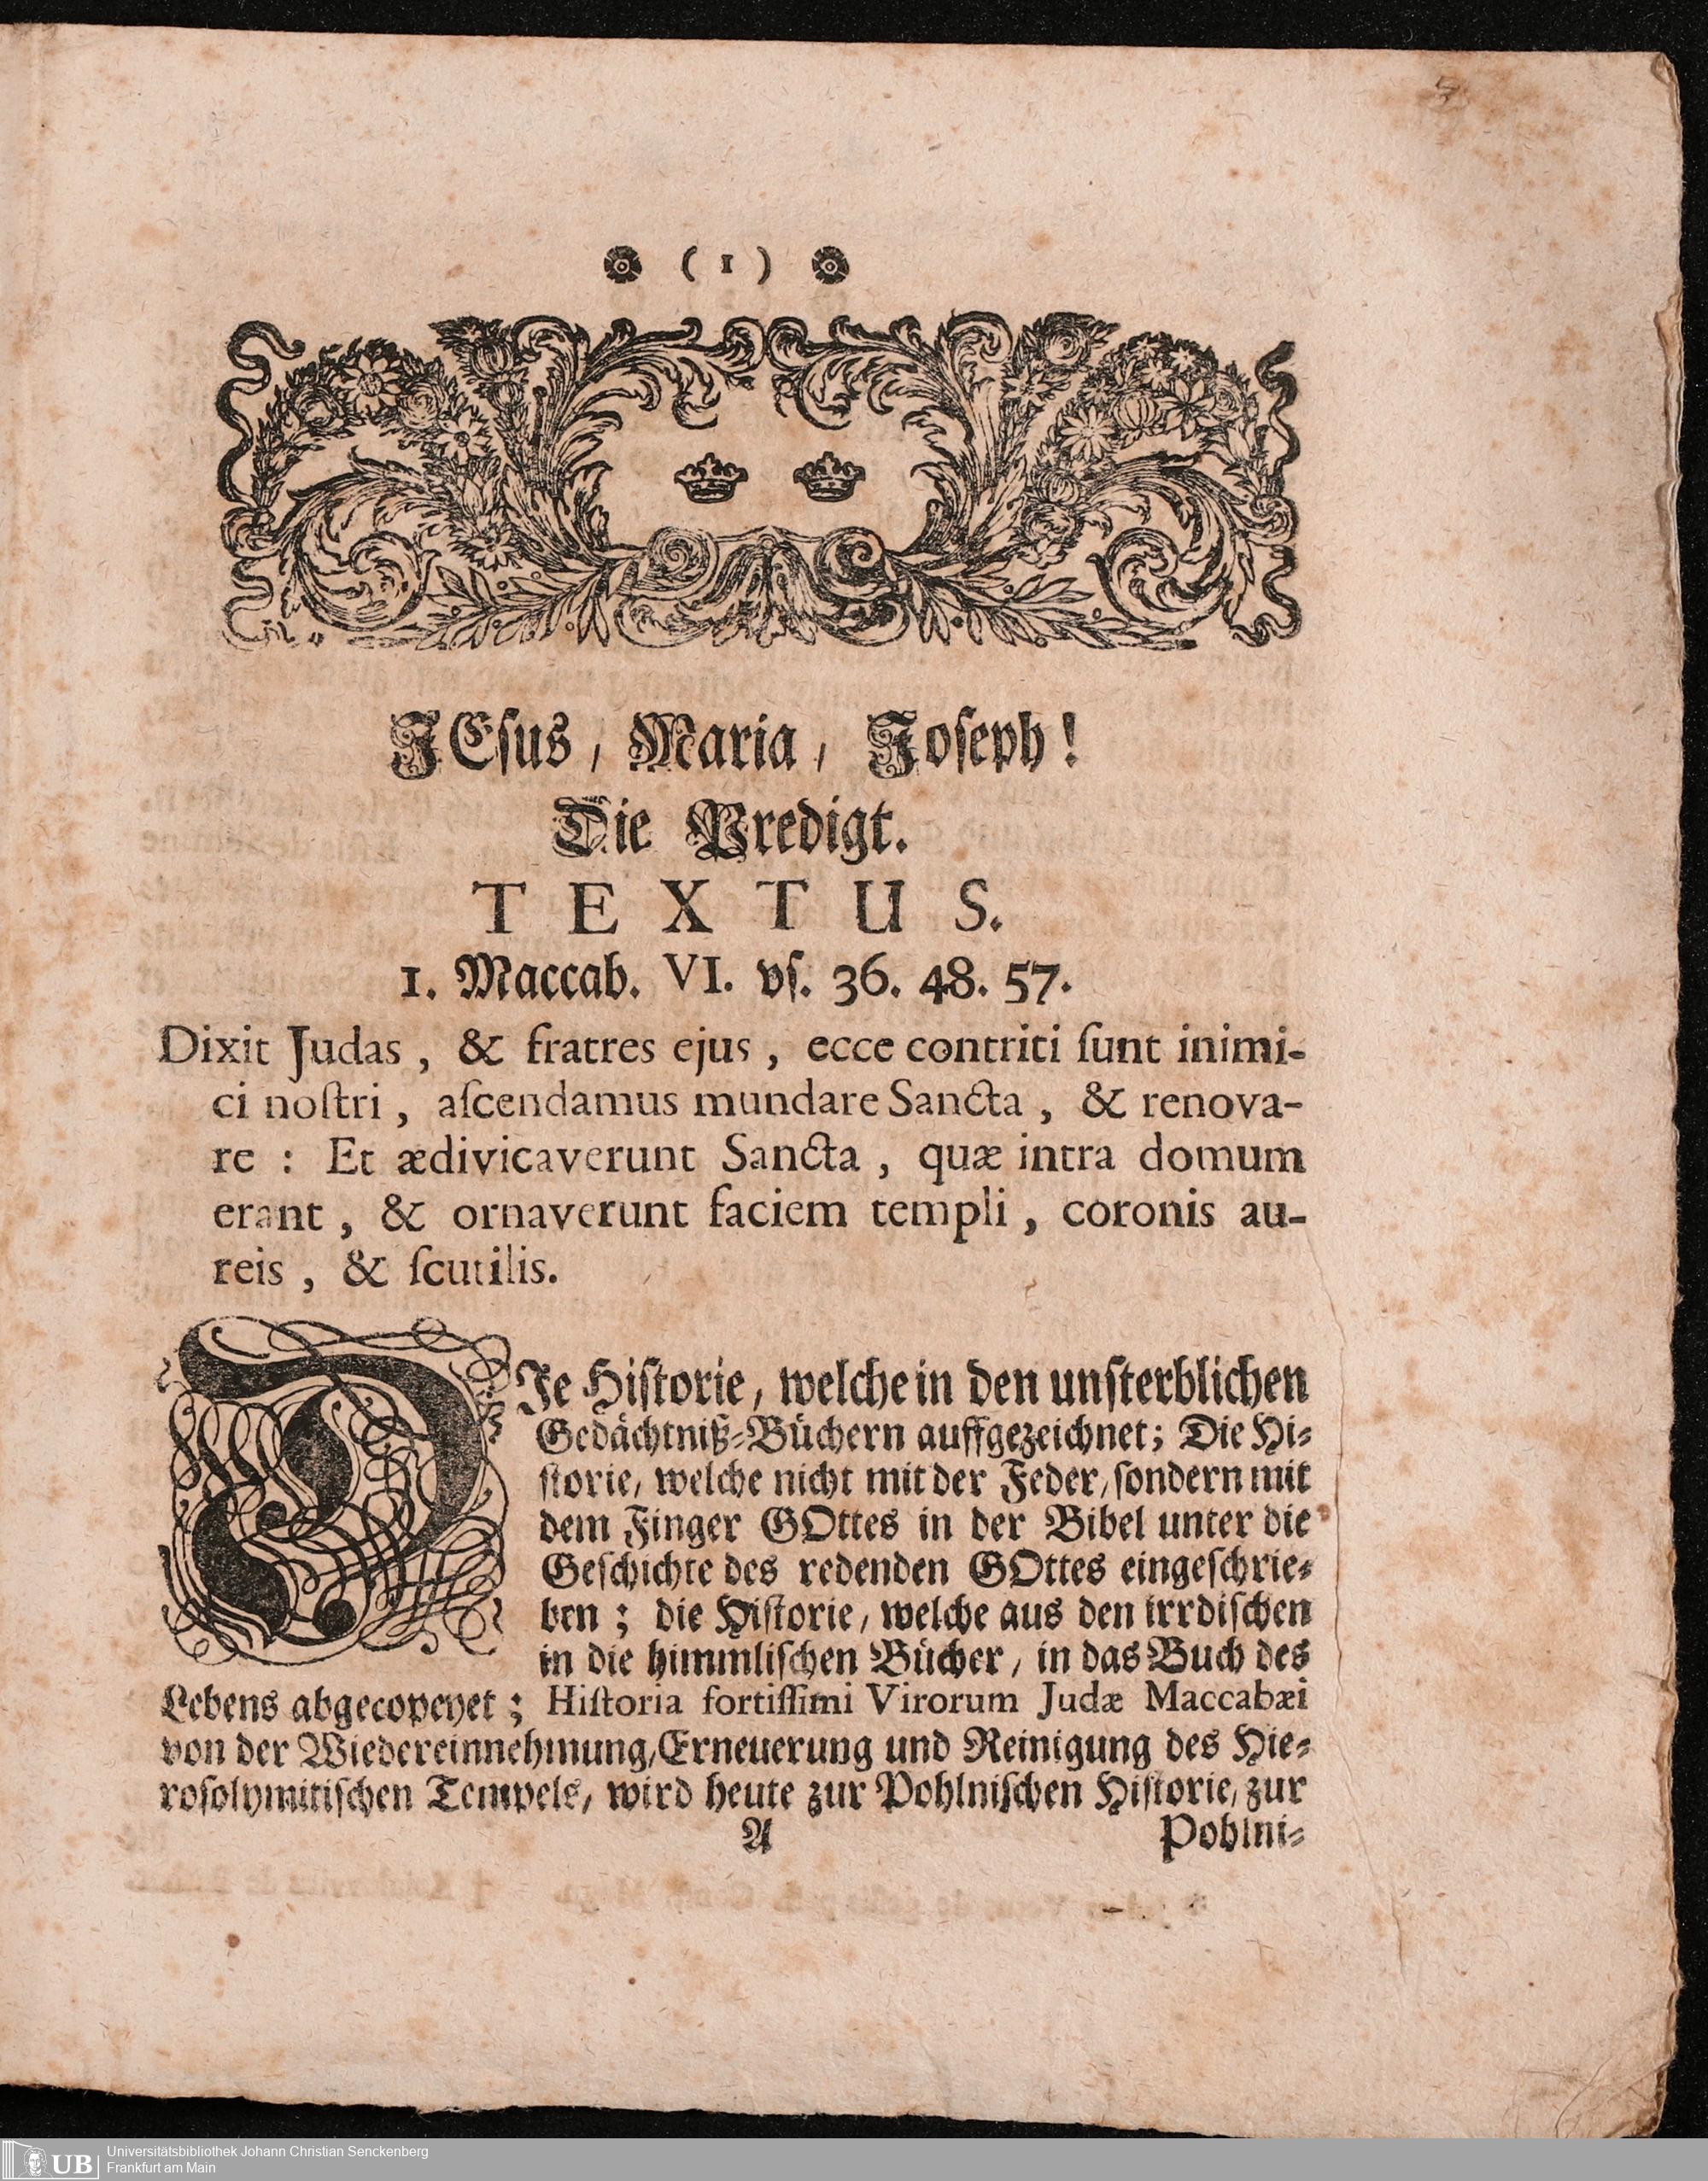 5
( 1 )
JEſus, Maria, Joſeph!
Die Predigt.
TEXTUS.
1. Maccab. VI. vſ. 36. 48. 57.
Dixit Judas, & fratres ejus, ecce contriti ſunt inimi-
ci noſtri, aſcendamus mundare Sancta, & renova-
re: Et ædivicaverunt Sancta, quæ intra domum
erant, & ornaverunt faciem templi, coronis au-
reis, & ſcutilis.
DJe Hiſtorie, welche in den unſterblichen
Gedächtniß-Büchern auffgezeichnet; Die Hi-
ſtorie, welche nicht mit der Feder, ſondern mit
dem Finger GOttes in der Bibel unter die
Geſchichte des redenden GOttes eingeſchrie-
ben; die Hiſtorie, welche aus den irrdiſchen
in die himmliſchen Bücher, in das Buch des
Lebens abgecopeyet; Hiſtoria fortiſſimi Virorum Judæ Maccabæi
von der Wiedereinnehmung, Erneuerung und Reinigung des Hie-
roſolymitiſchen Tempels, wird heute zur Pohlniſchen Hiſtorie, zur
A Pohlni-
UB
Universitätsbibliothek Johann Christian Senckenberg
Frankfurt am Main